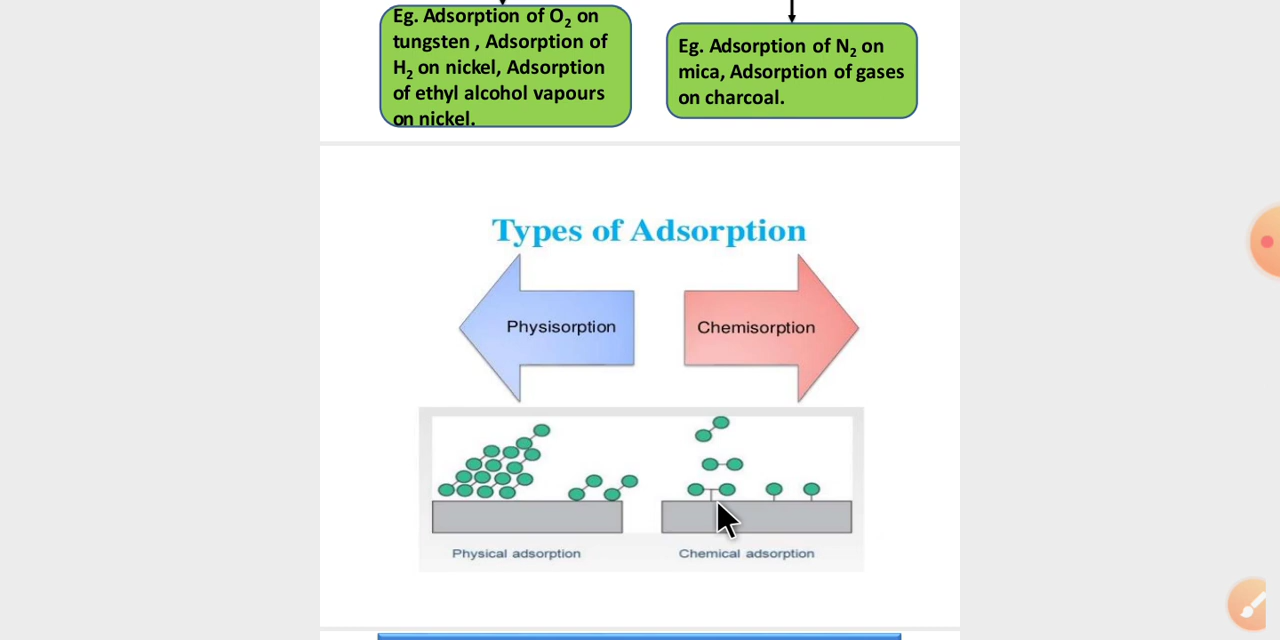 Eg. Adsorption of O₂ on
tungsten , Adsorption of
H₂ on nickel, Adsorption
of ethyl alcohol vapours
on nickel.
Eg. Adsorption of N₂ on
mica, Adsorption of gases
on charcoal.
Types of Adsorption
Physisorption
Chemisorption
Physical adsorption
Chemical adsorption